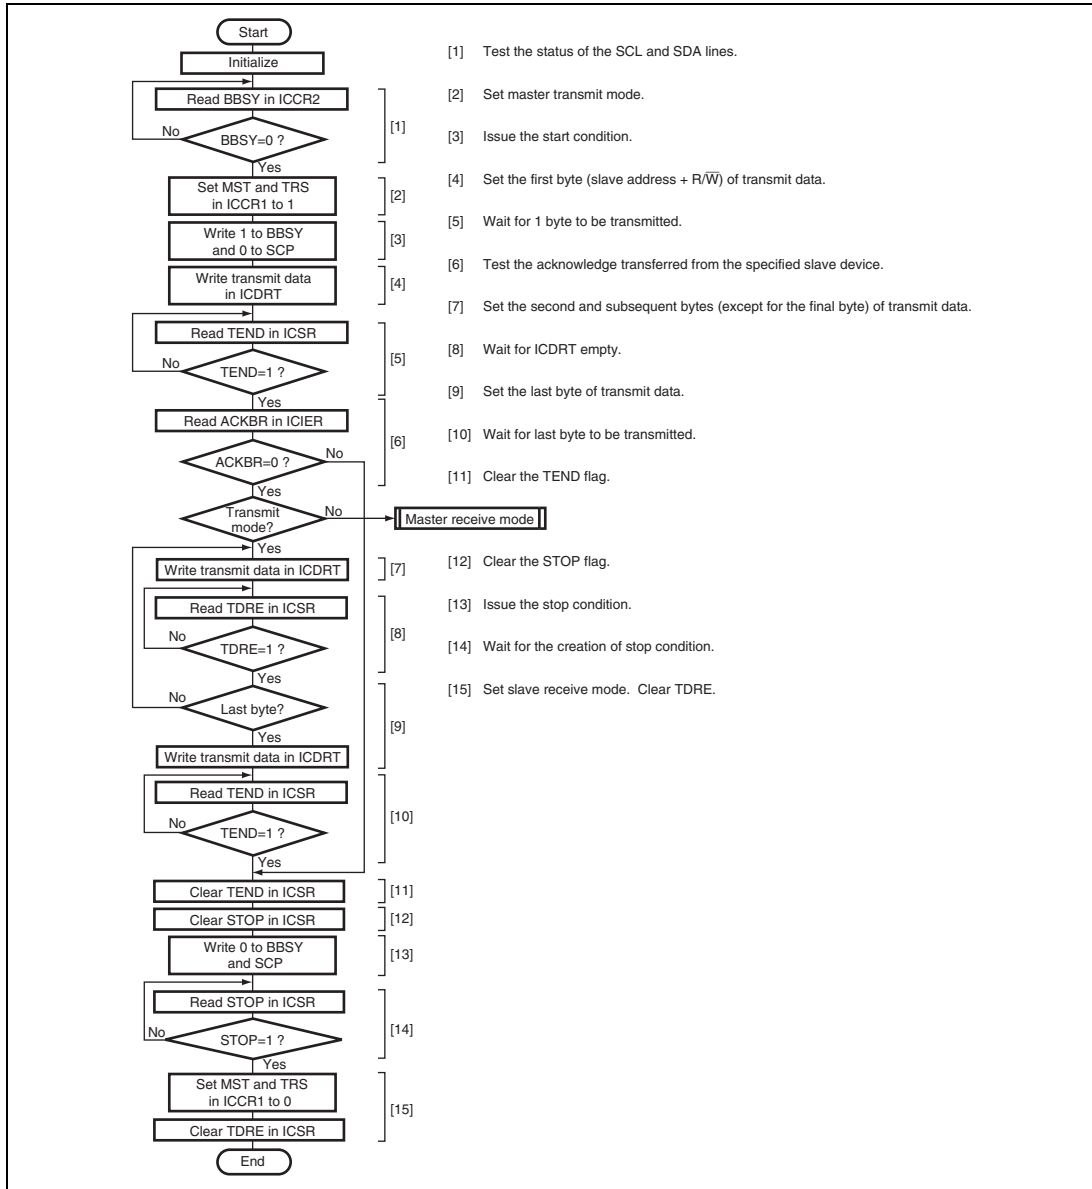 Start
Initialize
Read BBSY in ICCR2
No
BBSY=0 ?
[1]
Yes
Set MST and TRS
in ICCR1 to 1
[2]
Write 1 to BBSY
and 0 to SCP
[3]
Write transmit data
in ICDRT
[4]
Read TEND in ICSR
No
TEND=1 ?
[5]
Yes
Read ACKBR in ICIER
[6]
ACKBR=0 ?
No
Yes
Transmit
mode?
No
Master receive mode
Yes
Write transmit data in ICDRT
[7]
Read TDRE in ICSR
No
TDRE=1 ?
[8]
Yes
No
Last byte?
[9]
Yes
Write transmit data in ICDRT
Read TEND in ICSR
[10]
No
TEND=1 ?
Yes
Clear TEND in ICSR
[11]
Clear STOP in ICSR
[12]
Write 0 to BBSY
and SCP
[13]
Read STOP in ICSR
No
STOP=1 ?
[14]
Yes
Set MST and TRS
in ICCR1 to 0
[15]
Clear TDRE in ICSR
End
[1] Test the status of the SCL and SDA lines.
[2] Set master transmit mode.
[3] Issue the start condition.
[4] Set the first byte (slave address + R/W̅) of transmit data.
[5] Wait for 1 byte to be transmitted.
[6] Test the acknowledge transferred from the specified slave device.
[7] Set the second and subsequent bytes (except for the final byte) of transmit data.
[8] Wait for ICDRT empty.
[9] Set the last byte of transmit data.
[10] Wait for last byte to be transmitted.
[11] Clear the TEND flag.
[12] Clear the STOP flag.
[13] Issue the stop condition.
[14] Wait for the creation of stop condition.
[15] Set slave receive mode. Clear TDRE.